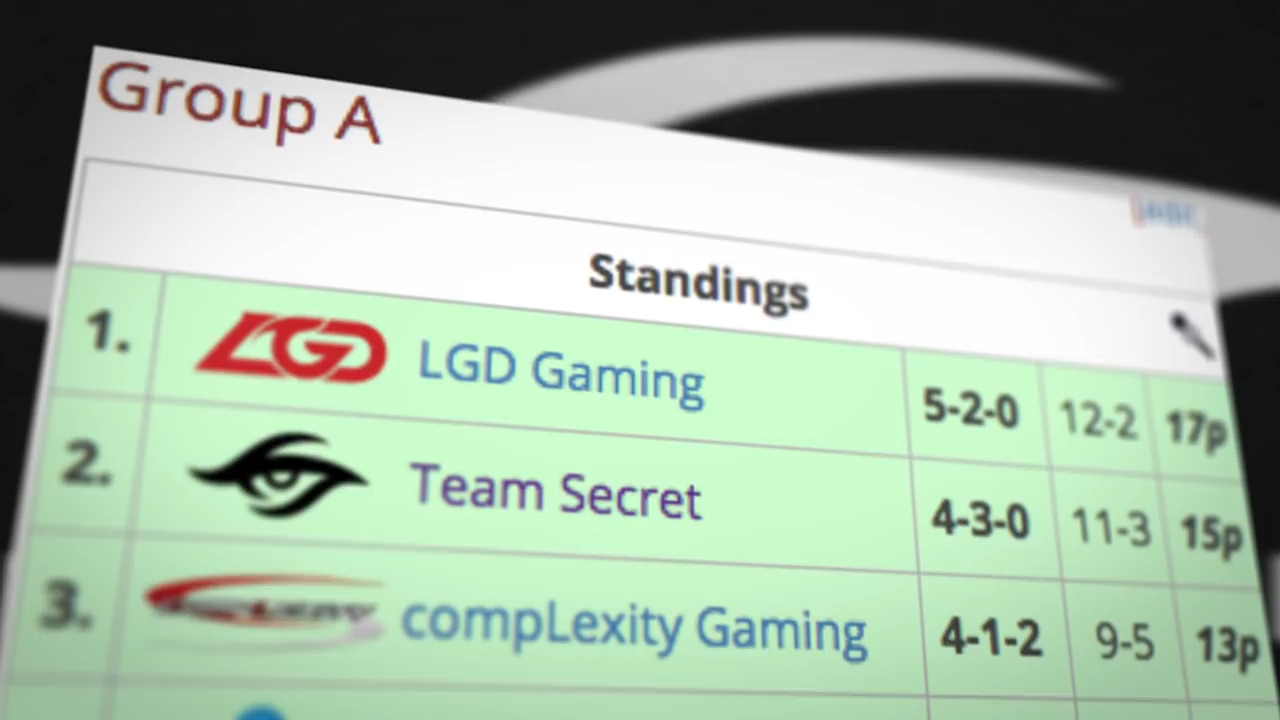 Group A
Standings
1. LGD LGD Gaming 5-2-0 12-2 17p
2. Team Secret 4-3-0 11-3 15p
3. compLexity Gaming 4-1-2 9-5 13p